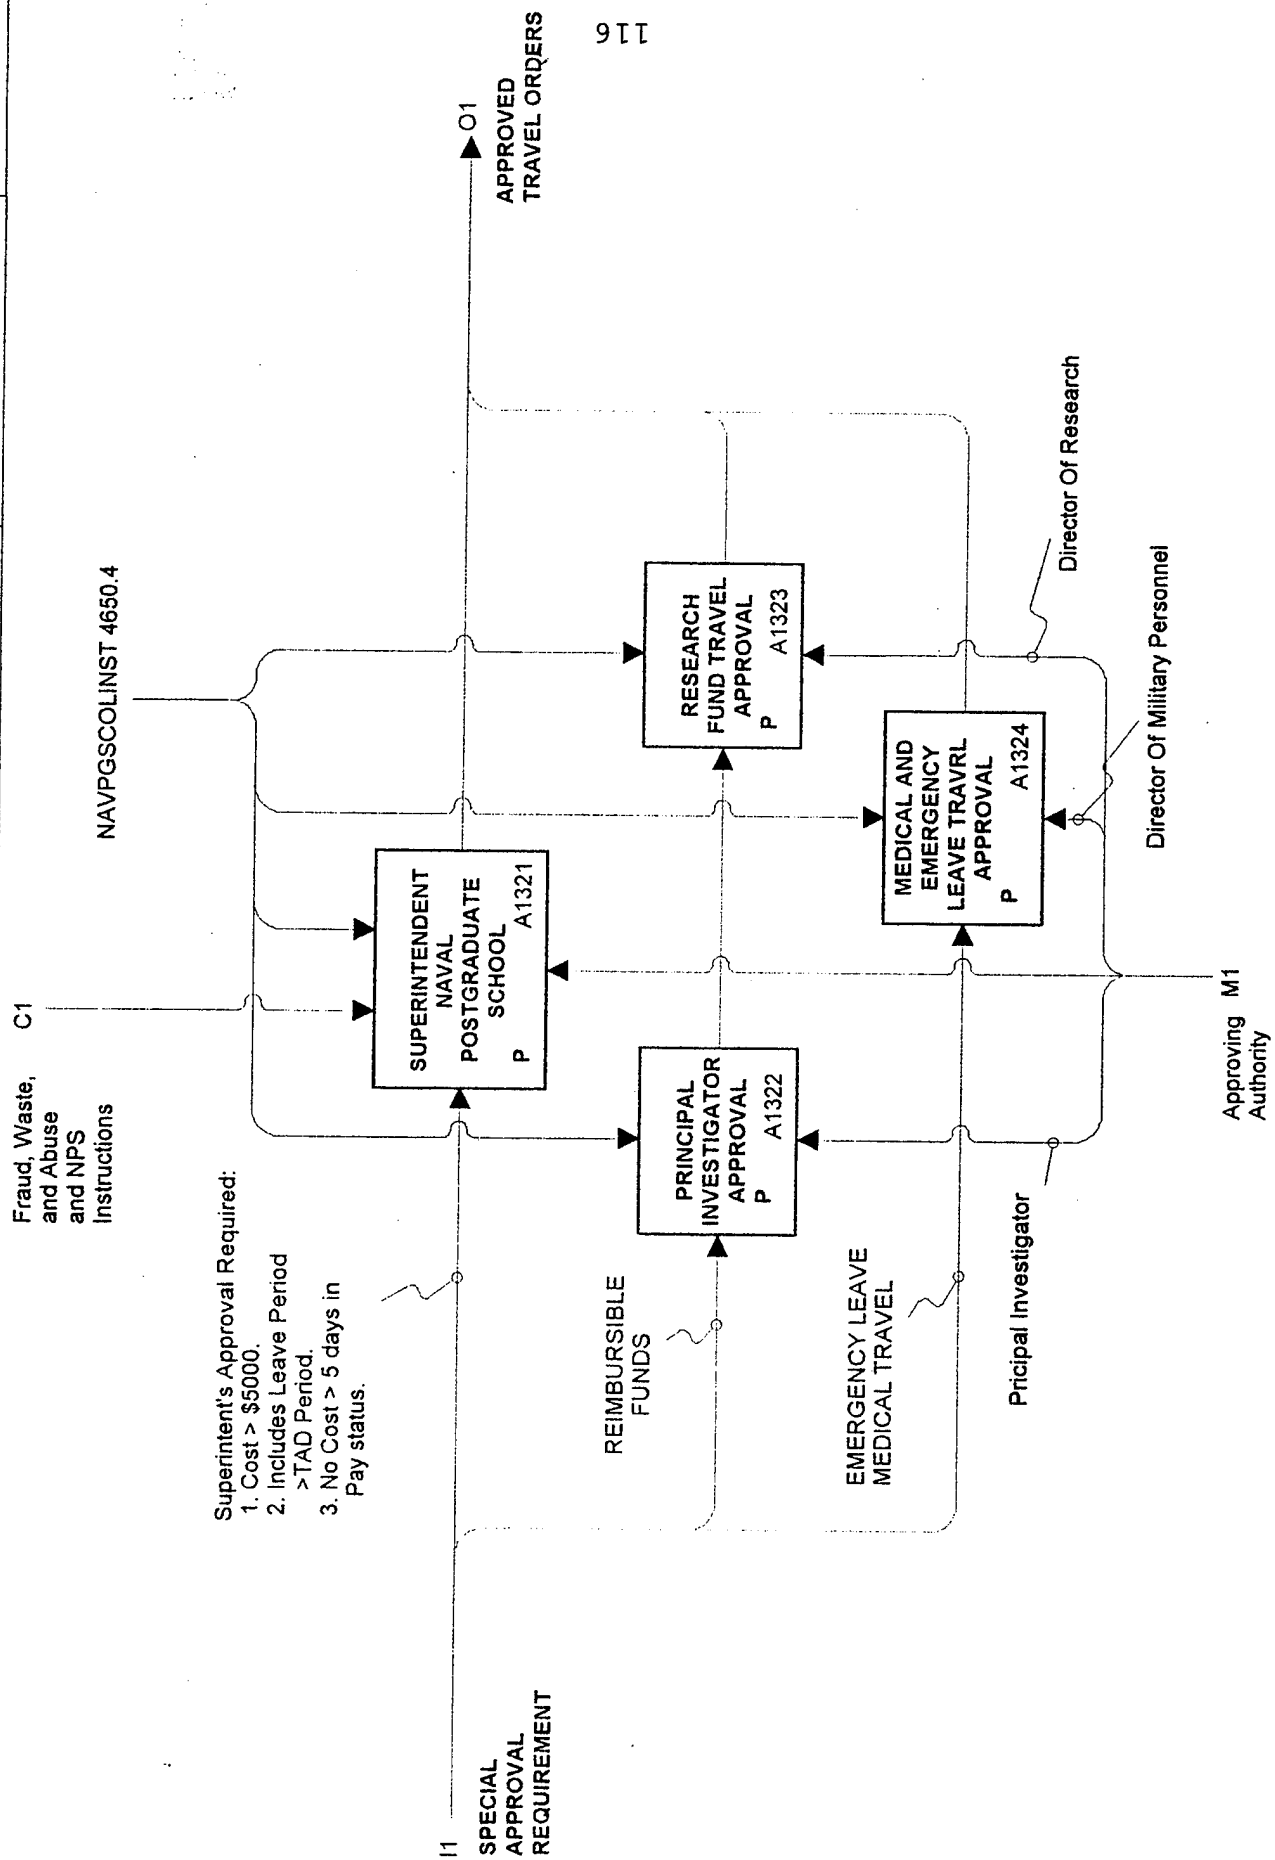 116
Fraud, Waste,
and Abuse
and NPS
Instructions
C1
NAVPGSCOLINST 4650.4
Superintent's Approval Required:
1. Cost > $5000.
2. Includes Leave Period
>TAD Period.
3. No Cost > 5 days in
Pay status.
I1
SPECIAL
APPROVAL
REQUIREMENT
SUPERINTENDENT
NAVAL
POSTGRADUATE
SCHOOL
P A1321
O1
APPROVED
TRAVEL ORDERS
REIMBURSIBLE
FUNDS
PRINCIPAL
INVESTIGATOR
APPROVAL
P A1322
RESEARCH
FUND TRAVEL
APPROVAL
P A1323
EMERGENCY LEAVE
MEDICAL TRAVEL
MEDICAL AND
EMERGENCY
LEAVE TRAVRL
APPROVAL
P A1324
Pricipal Investigator
Director Of Research
Director Of Military Personnel
Approving
Authority
M1